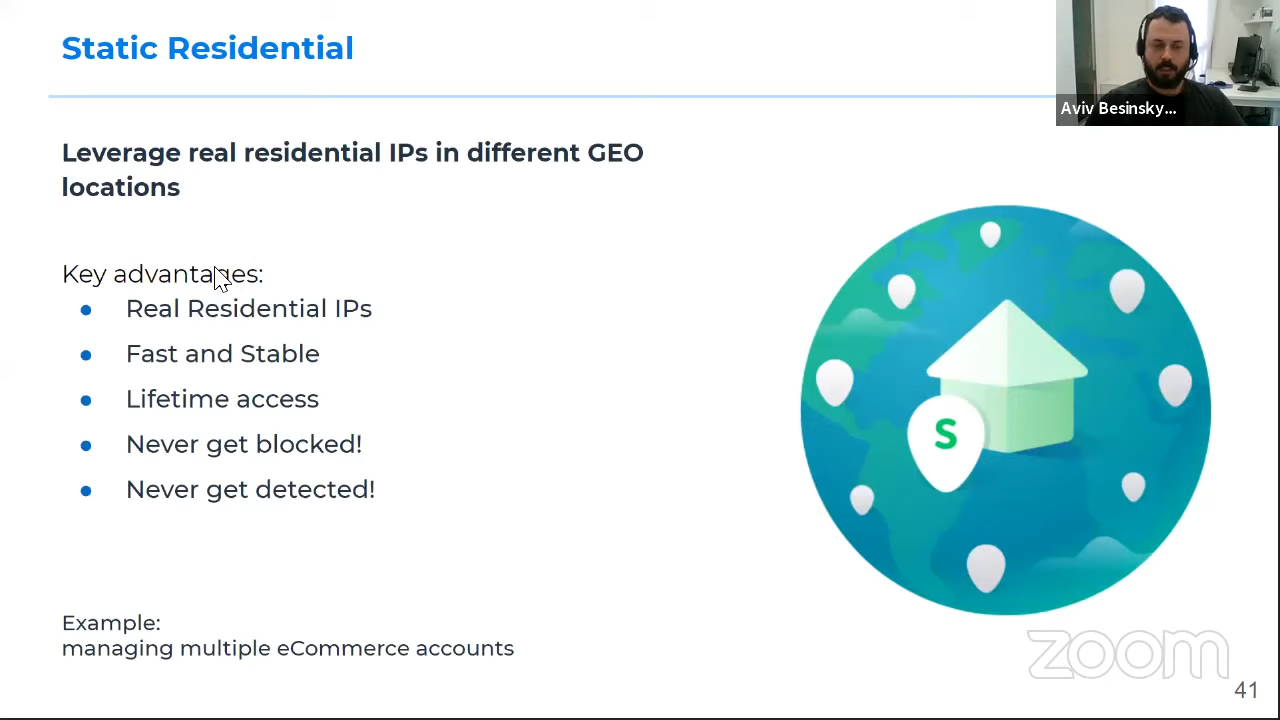 Static Residential
Aviv Besinsky...
Leverage real residential IPs in different GEO
locations
Key advantages:
Real Residential IPs
Fast and Stable
Lifetime access
Never get blocked!
Never get detected!
S
Example:
managing multiple eCommerce accounts
zoom
41